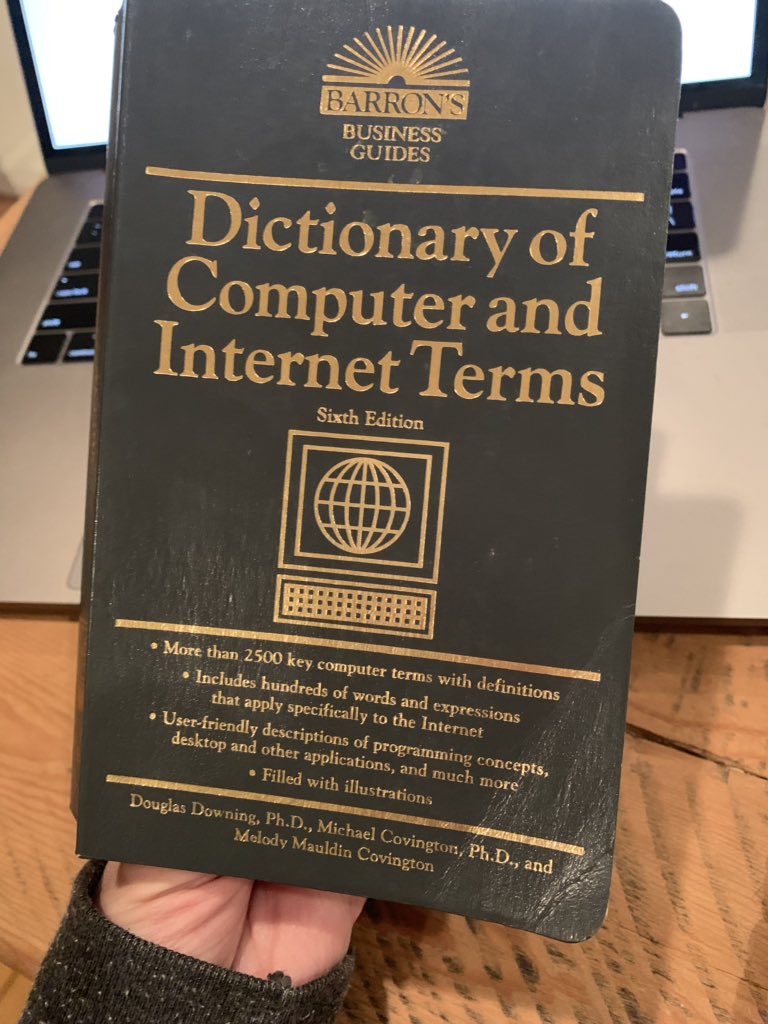 BARRON'S
BUSINESS
GUIDES
Dictionary of
Computer and
Internet Terms
Sixth Edition
• More than 2500 key computer terms with definitions
• Includes hundreds of words and expressions
that apply specifically to the Internet
• User-friendly descriptions of programming concepts,
desktop and other applications, and much more
• Filled with illustrations
Douglas Downing, Ph.D., Michael Covington, Ph.D., and
Melody Mauldin Covington